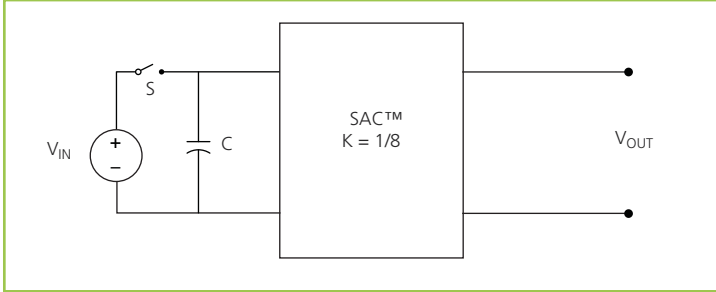 S
SAC™
K = 1/8
V_IN
+
–
C
V_OUT